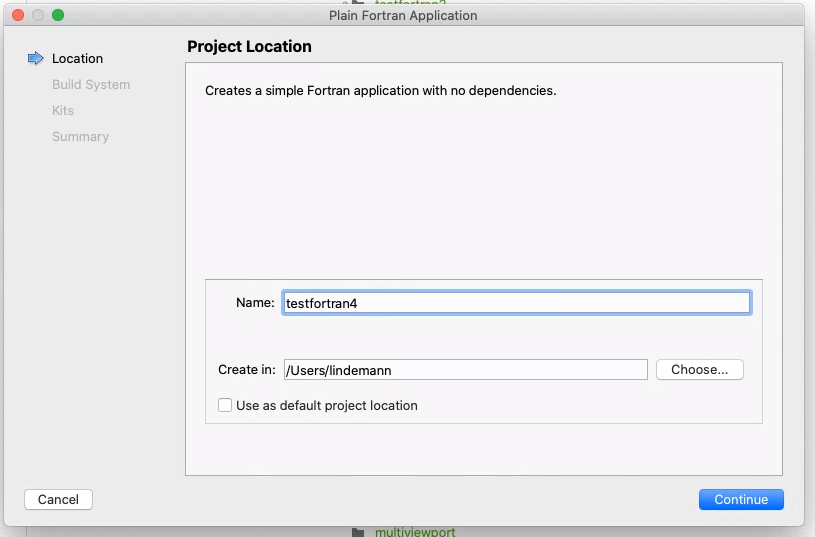 Plain Fortran Application
Location
Build System
Kits
Summary
Project Location
Creates a simple Fortran application with no dependencies.
Name: testfortran4
Create in: /Users/lindemann Choose...
Use as default project location
Cancel Continue
multiviewport